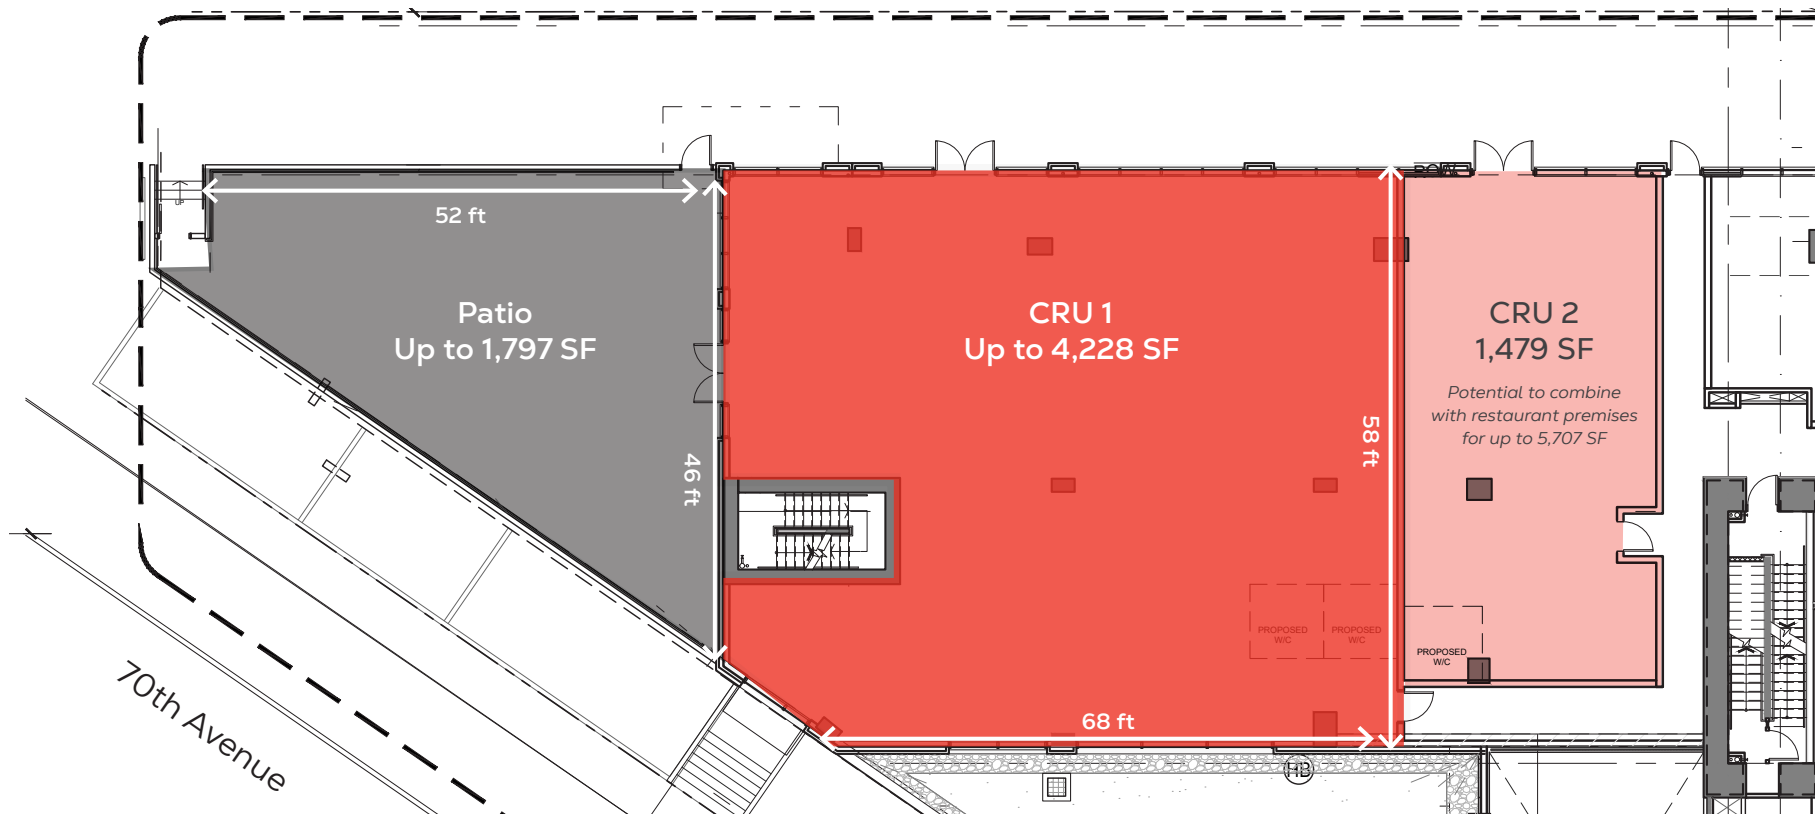 UP
52 ft
Patio
Up to 1,797 SF
46 ft
CRU 1
Up to 4,228 SF
58 ft
68 ft
PROPOSED
W/C
PROPOSED
W/C
CRU 2
1,479 SF
Potential to combine
with restaurant premises
for up to 5,707 SF
PROPOSED
W/C
HB
70th Avenue